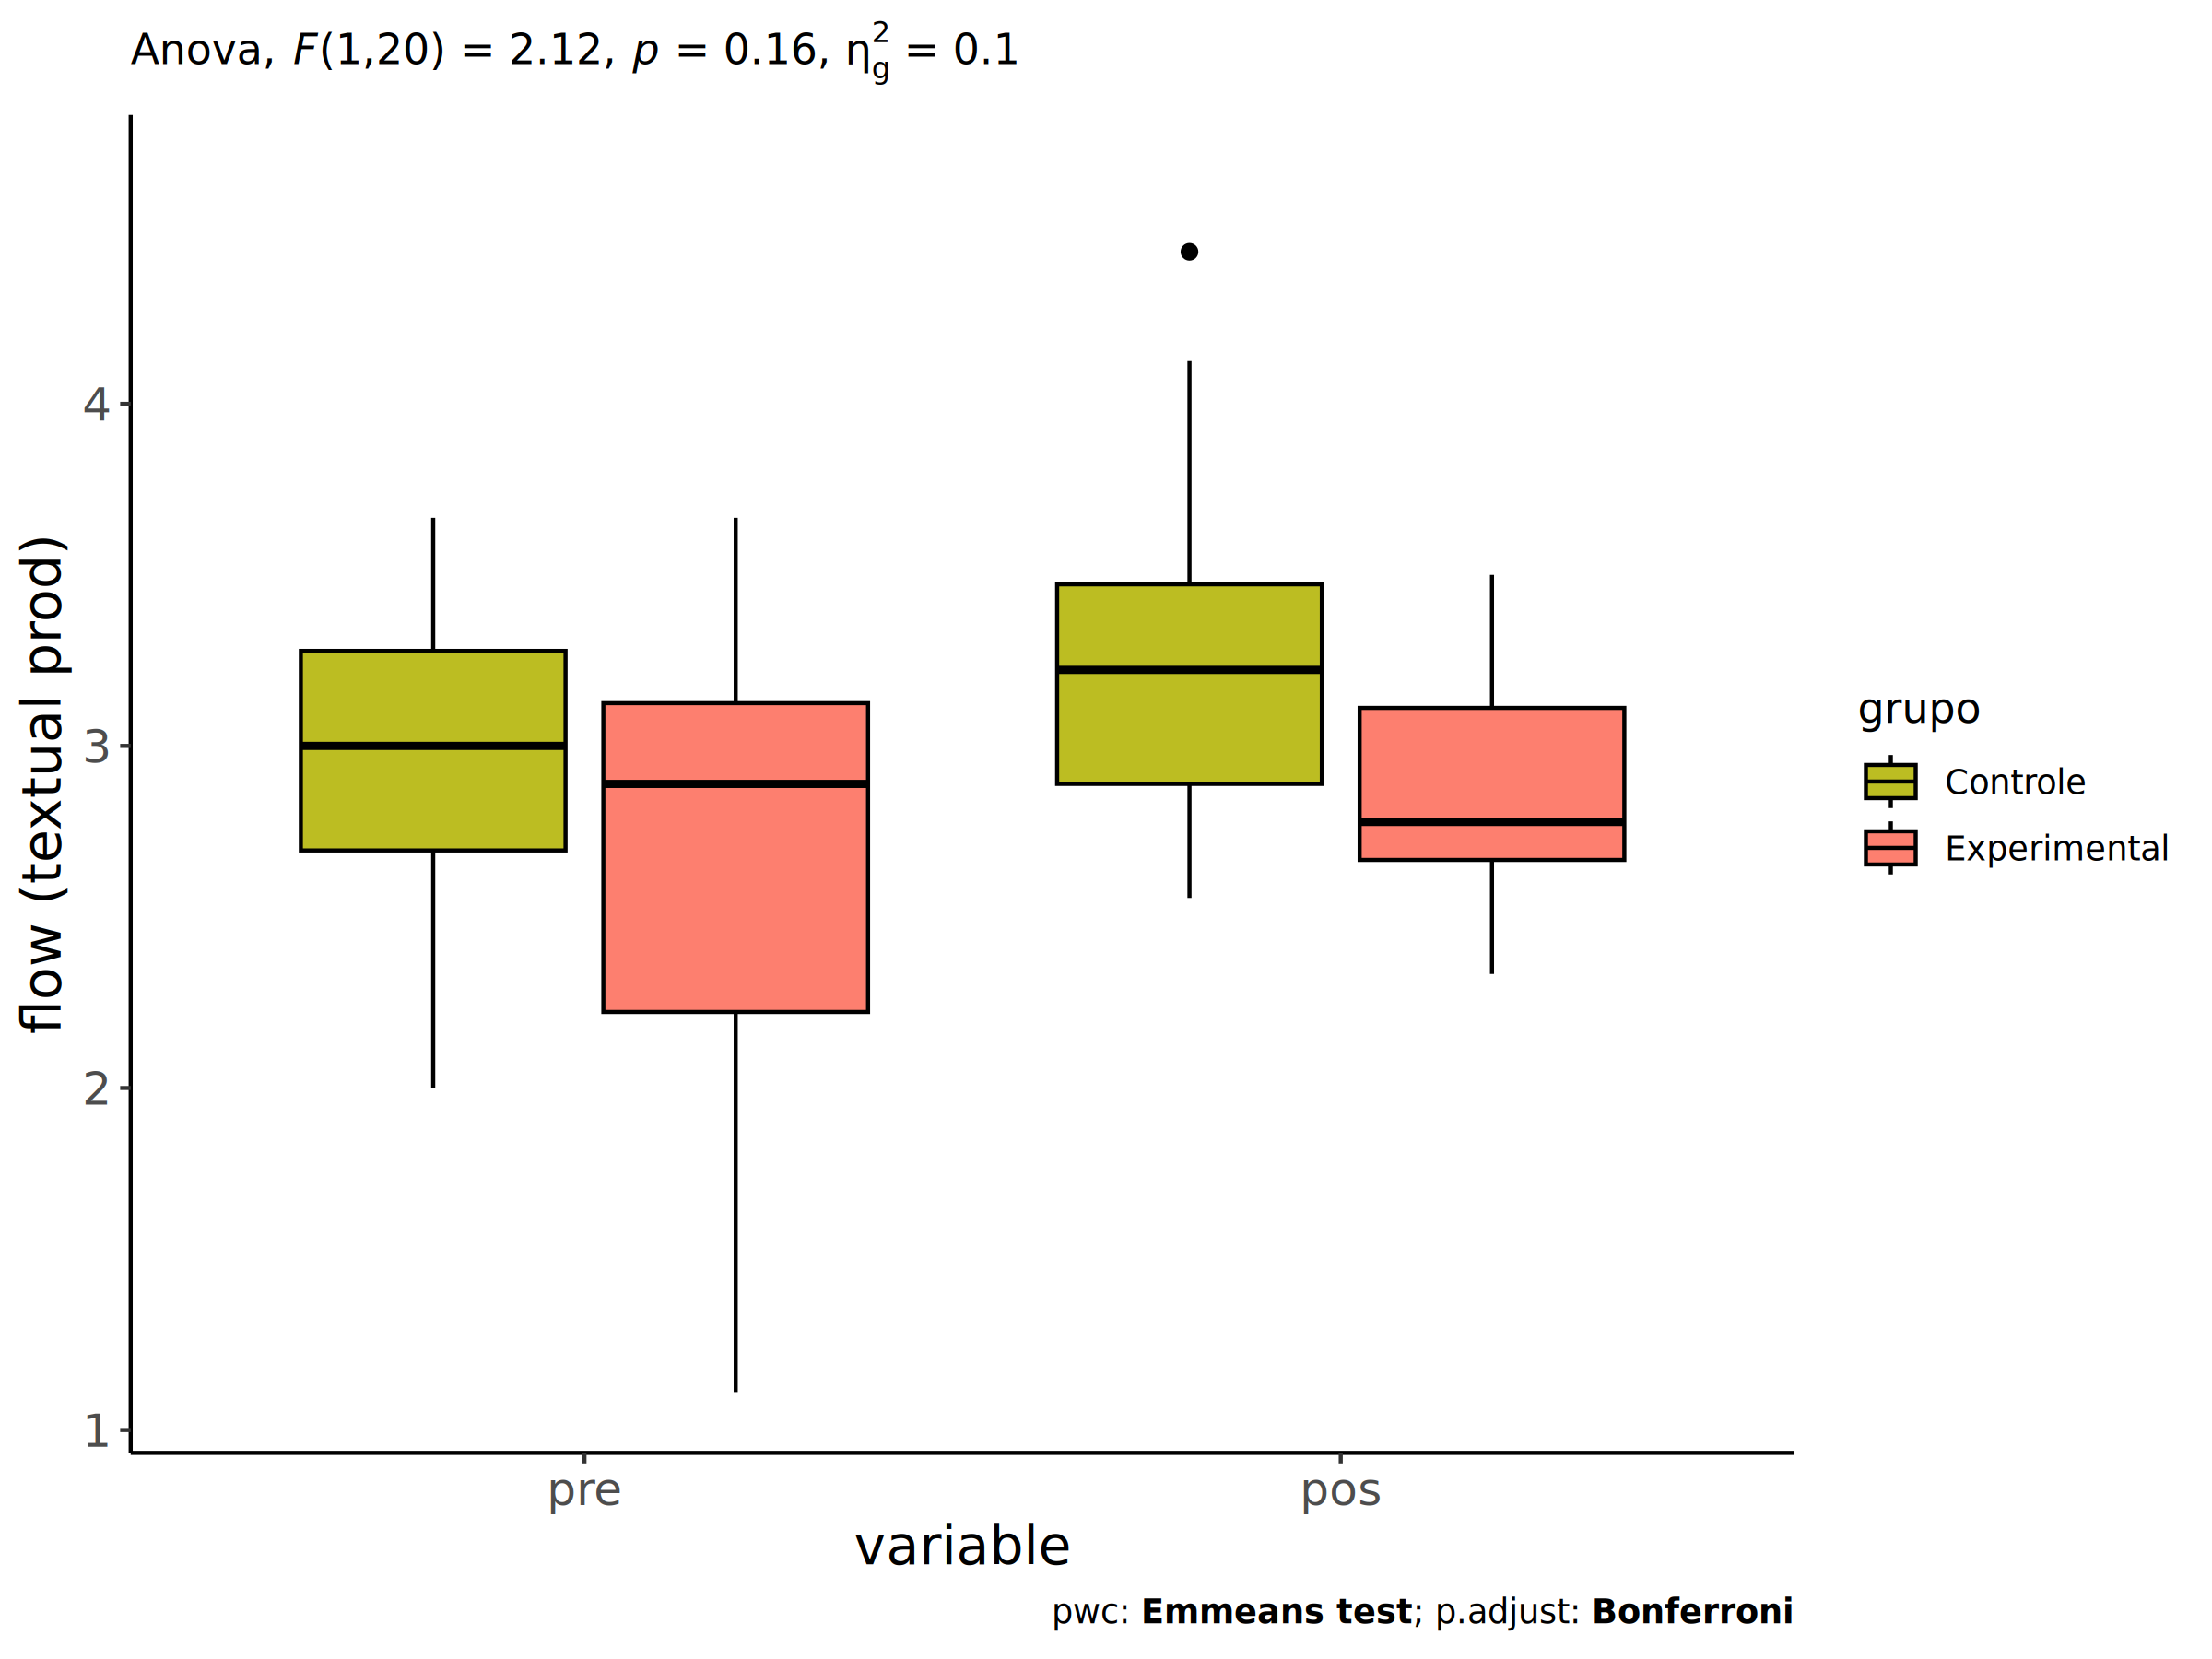 Anova, F(1,20) = 2.12, p = 0.16, η²g = 0.1
flow (textual prod)
4
3
2
1
pre
pos
variable
grupo
Controle
Experimental
pwc: Emmeans test; p.adjust: Bonferroni